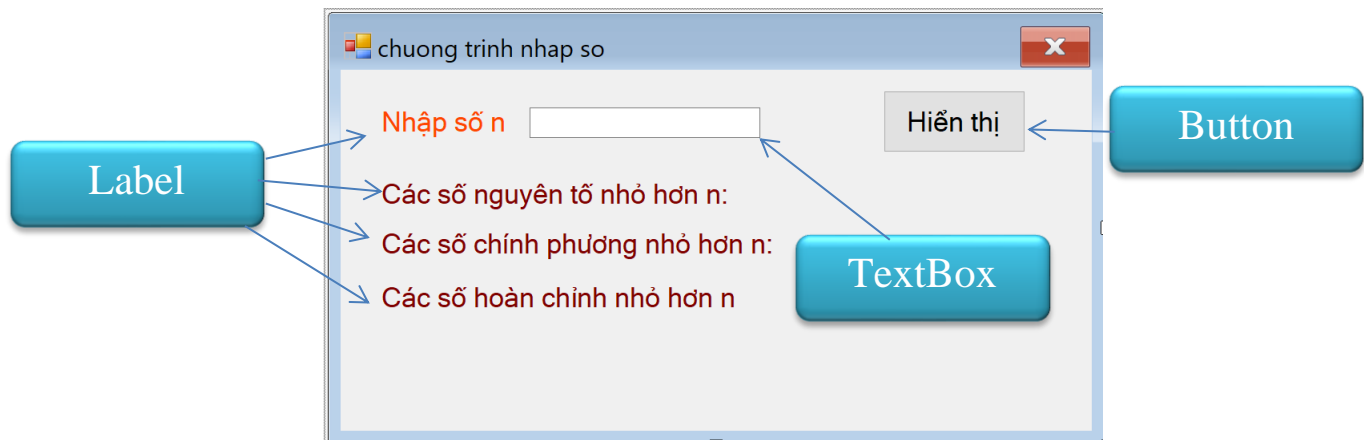 chuong trinh nhap so
Nhập số n
Hiển thị
Button
Label
Các số nguyên tố nhỏ hơn n:
Các số chính phương nhỏ hơn n:
TextBox
Các số hoàn chỉnh nhỏ hơn n